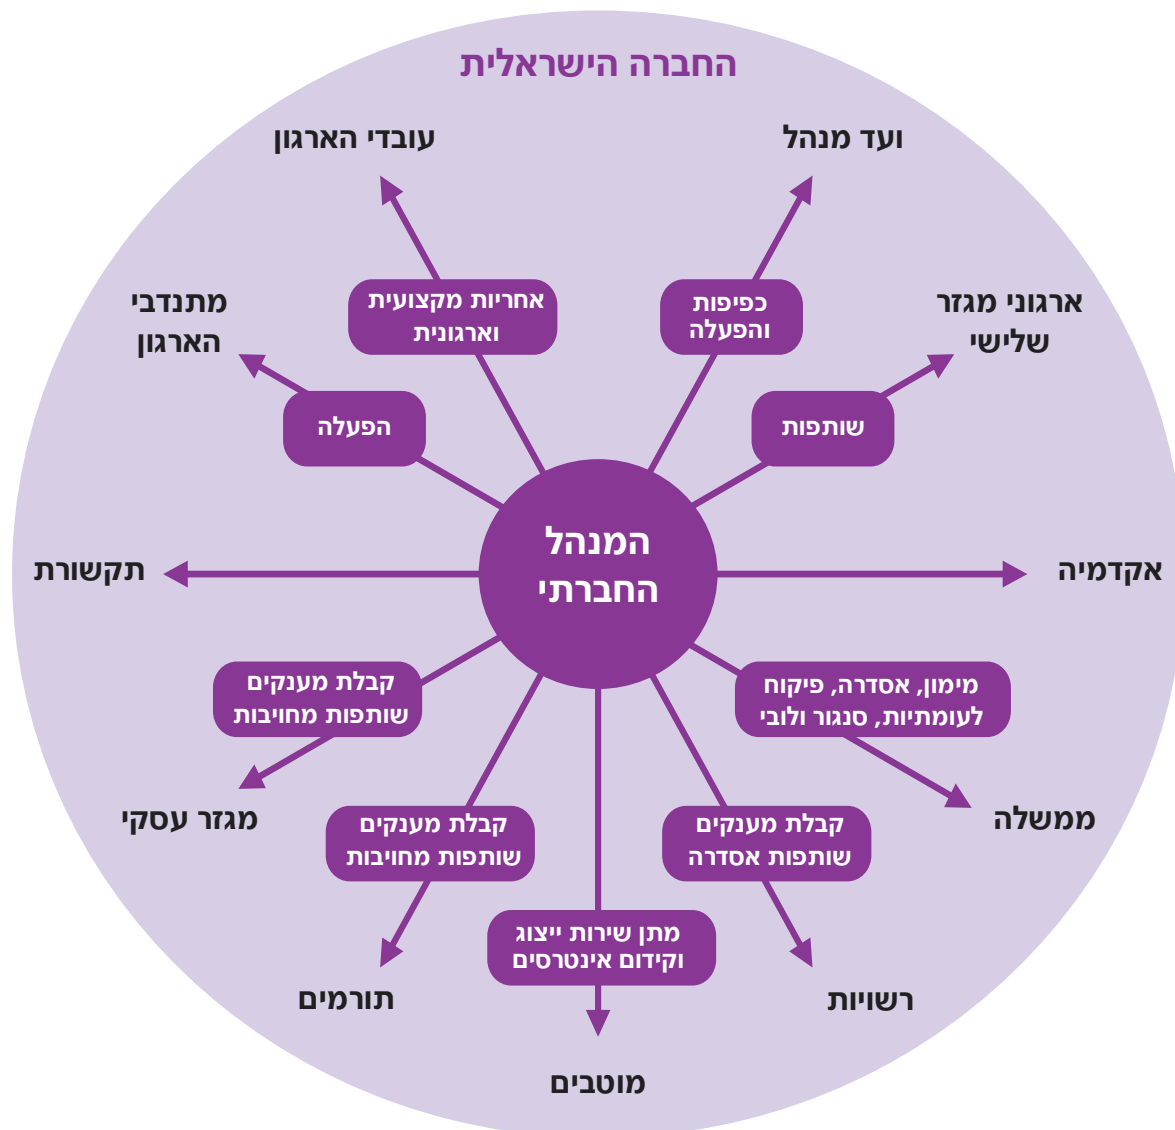 החברה הישראלית
ועד מנהל
עובדי הארגון
כפיפות
והפעלה
אחריות מקצועית
וארגונית
ארגוני מגזר
שלישי
מתנדבי
הארגון
שותפות
הפעלה
המנהל
החברתי
אקדמיה
תקשורת
מימון, אסדרה, פיקוח
לעומתיות, סנגור ולובי
קבלת מענקים
שותפות מחויבות
ממשלה
מגזר עסקי
קבלת מענקים
שותפות אסדרה
קבלת מענקים
שותפות מחויבות
מתן שירות ייצוג
וקידום אינטרסים
רשויות
תורמים
מוטבים